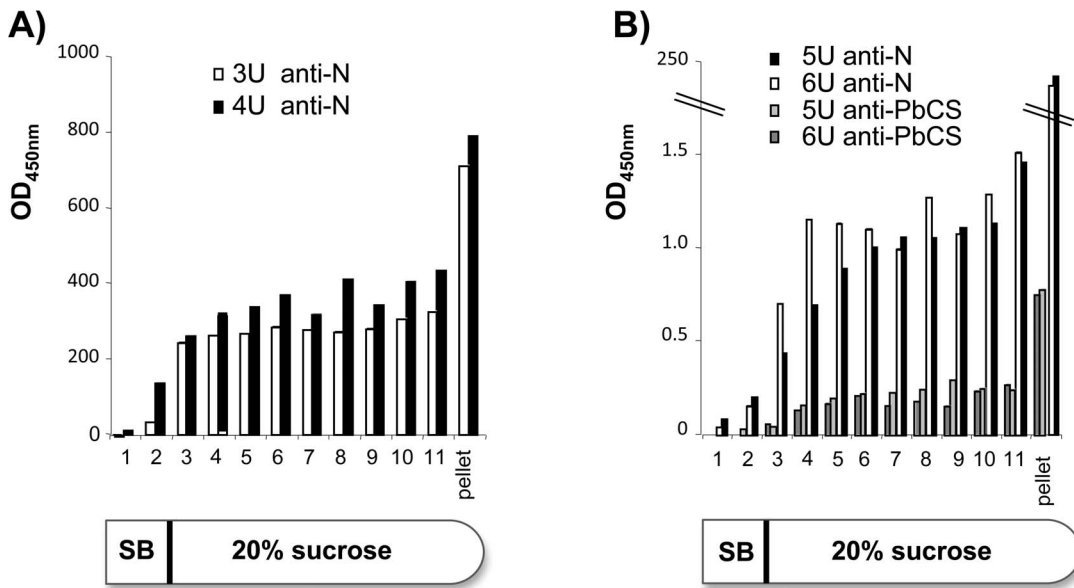 A)
1000
800
600
400
200
0
OD450nm
3U anti-N
4U anti-N
1 2 3 4 5 6 7 8 9 10 11 pellet
SB 20% sucrose
B)
250
1.5
1.0
0.5
0
OD450nm
5U anti-N
6U anti-N
5U anti-PbCS
6U anti-PbCS
1 2 3 4 5 6 7 8 9 10 11 pellet
SB 20% sucrose